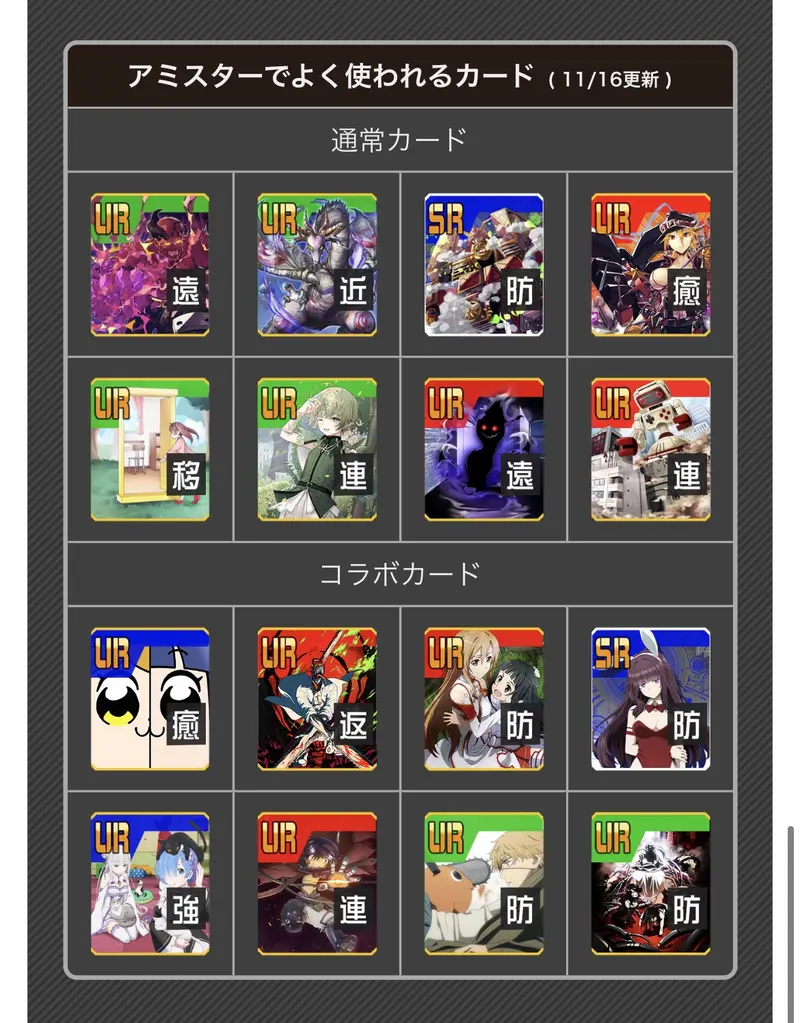 アミスターでよく使われるカード ( 11/16更新 )
通常カード
UR UR SR UR
遠 近 防 癒
UR UR UR UR
移 連 遠 連
コラボカード
UR UR UR SR
癒 返 防 防
UR UR UR UR
強 連 防 防